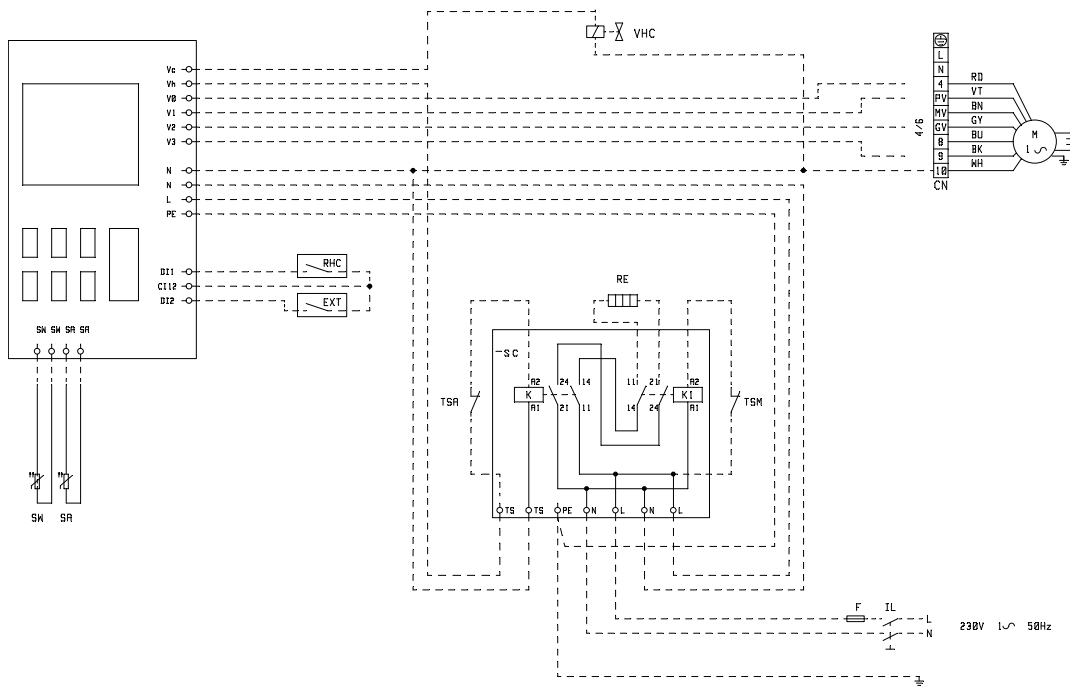 VHC
Vc
Vh
V0
V1
V2
V3
N
N
L
PE
DI1
CI12
DI2
RHC
EXT
SW SW SA SA
SW SA
L
N
4
PV
MV
GV
8
9
10
CN
4/6
RD
VT
BN
GY
BU
BK
WH
M
1
RE
SC
TSA
TSM
A2 24 14 11 21 A2
K K1
A1 21 11 14 24 A1
TS TS PE N L N L
F IL
L
N
230V 1 50Hz